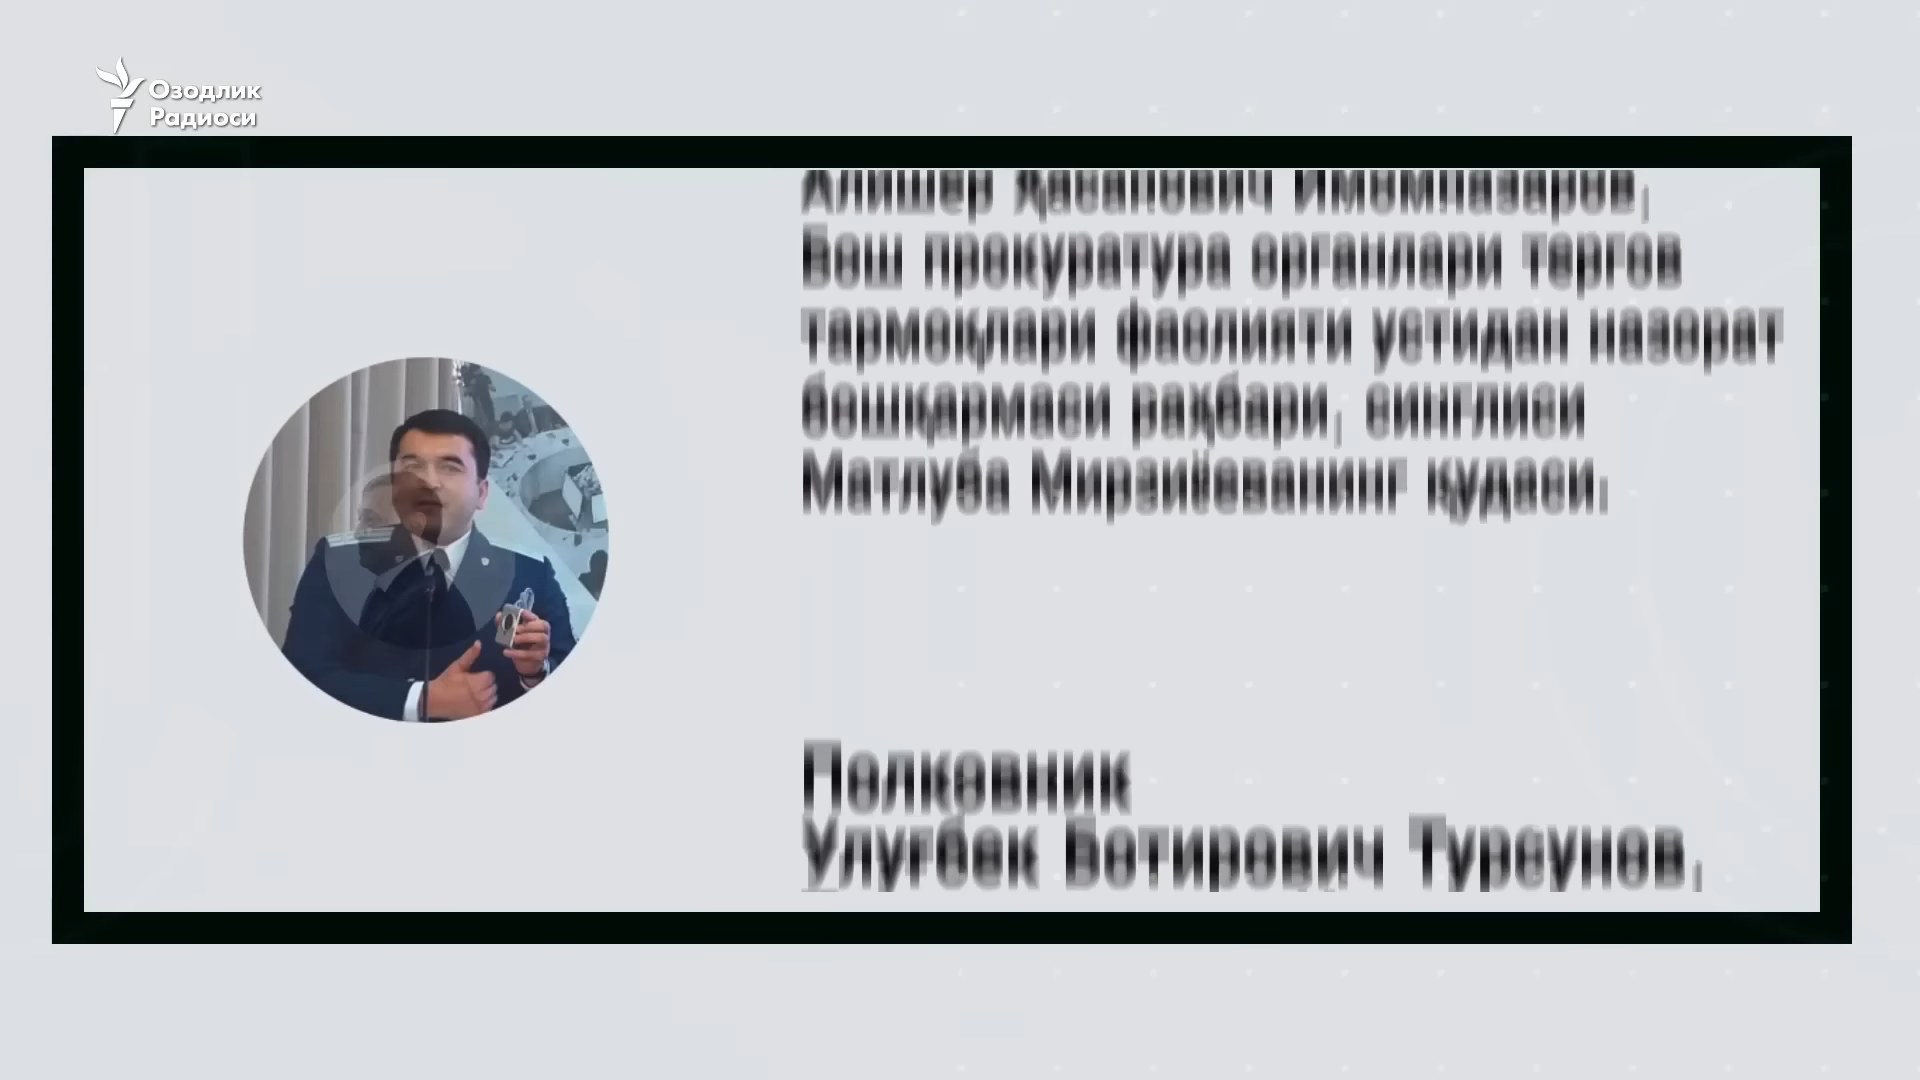 Озодлик
Радиоси
Алишер Ҳасанович Имомназаров,
Бош прокуратура органлари тергов
тармоқлари фаолияти устидан назорат
бошқармаси раҳбари, синглиси
Матлуба Мирзиёеванинг қудаси.
Полковник
Улуғбек Ботирович Турсунов,